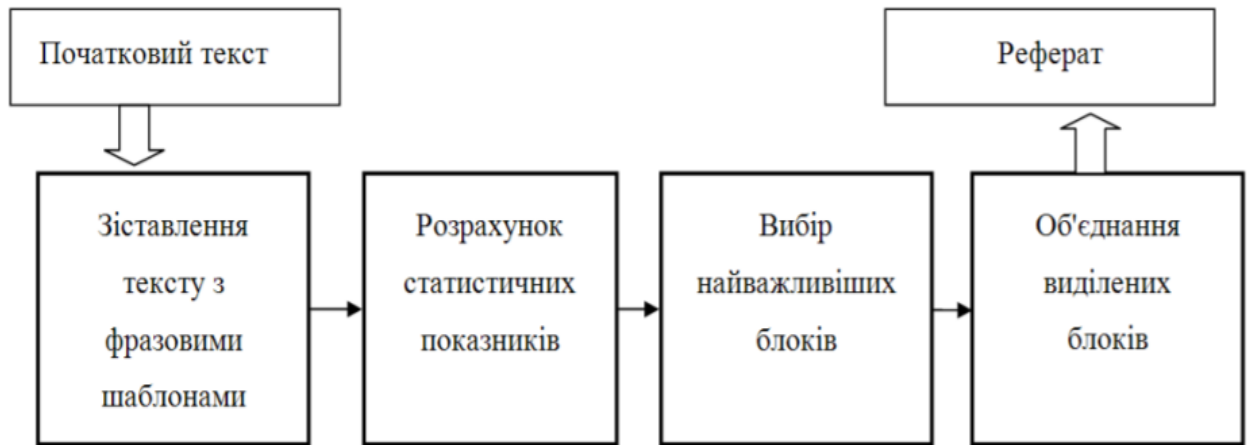 Початковий текст
Реферат
Зіставлення
тексту з
фразовими
шаблонами
Розрахунок
статистичних
показників
Вибір
найважливіших
блоків
Об'єднання
виділених
блоків